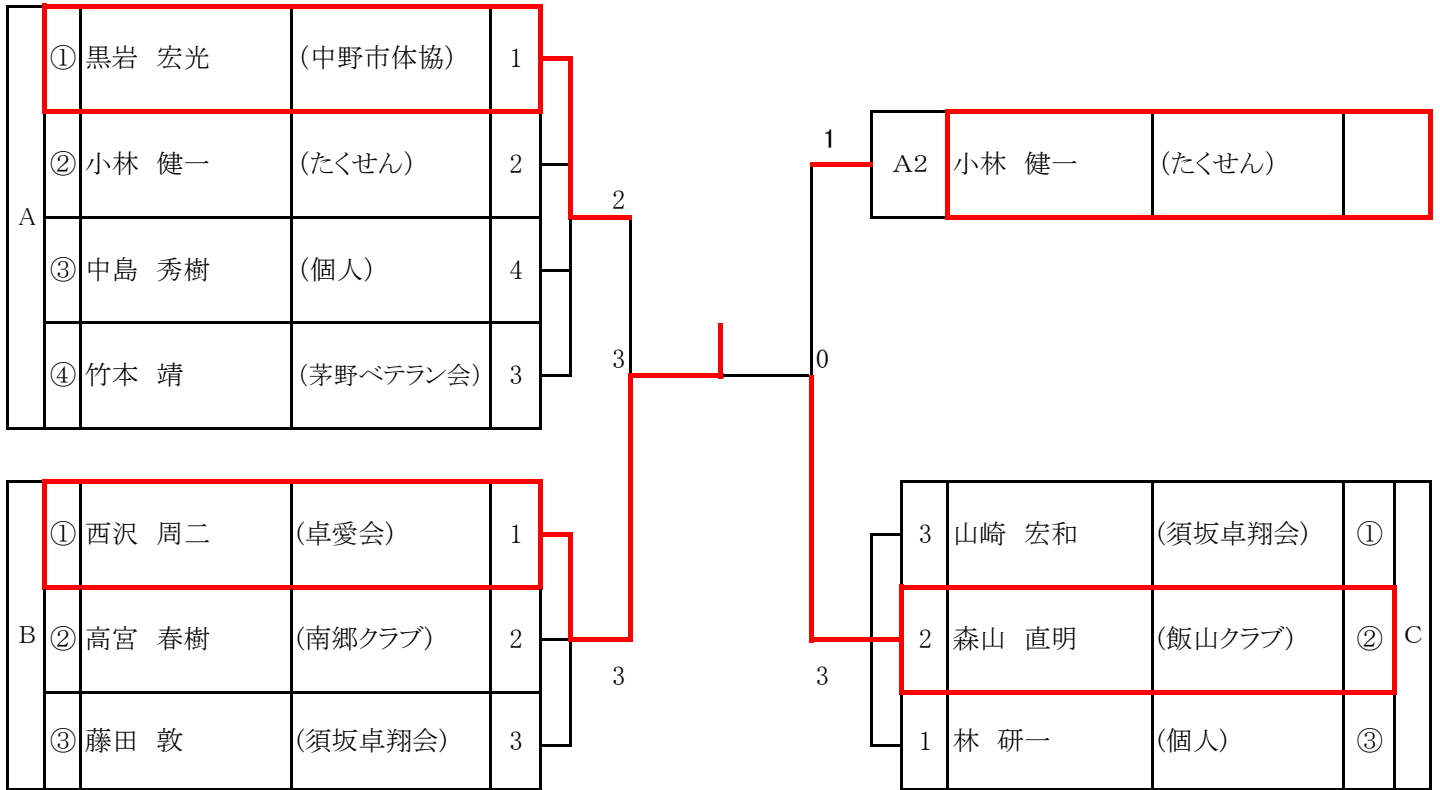 A
① 黒岩 宏光 (中野市体協) 1
② 小林 健一 (たくせん) 2
③ 中島 秀樹 (個人) 4
④ 竹本 靖 (茅野ベテラン会) 3
2
3
B
① 西沢 周二 (卓愛会) 1
② 高宮 春樹 (南郷クラブ) 2
③ 藤田 敦 (須坂卓翔会) 3
3
1
A2 小林 健一 (たくせん)
0
3
3 山崎 宏和 (須坂卓翔会) ①
2 森山 直明 (飯山クラブ) ②
1 林 研一 (個人) ③
C